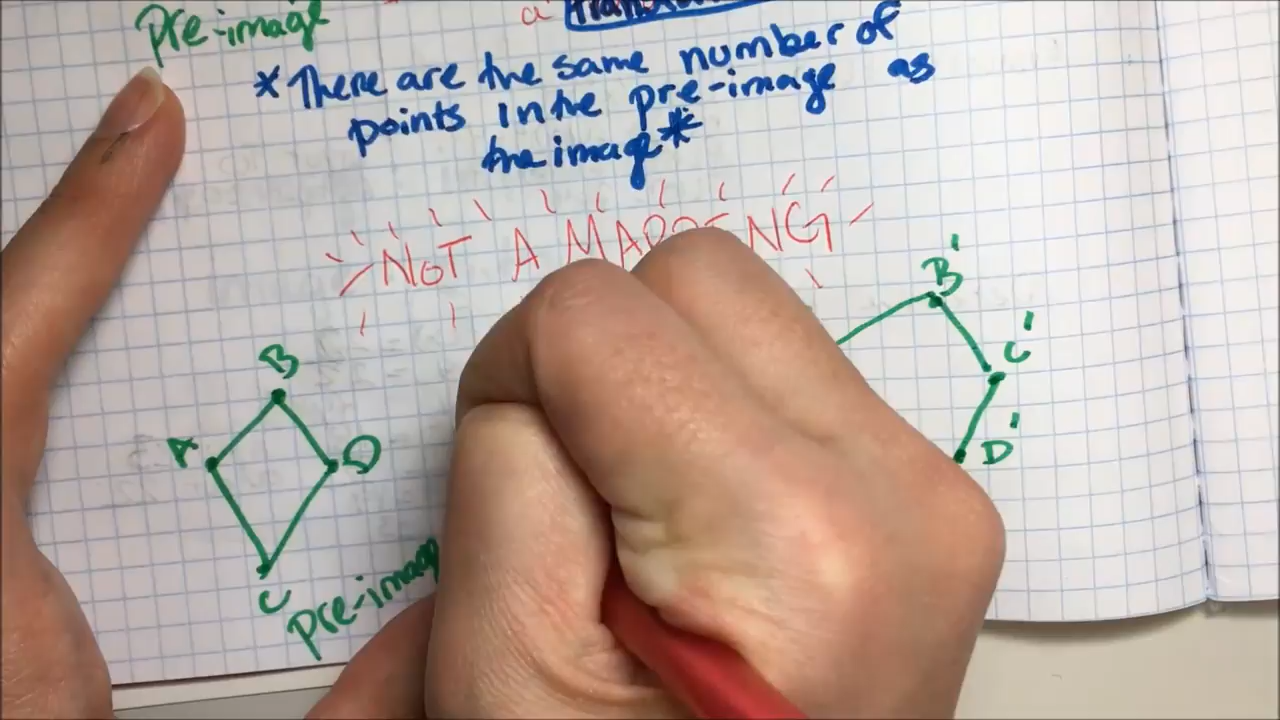 Pre-image
a
*There are the same number of
points in the pre-image as
the image*
NOT A
B'
C'
B
A
D
D'
C
pre-image